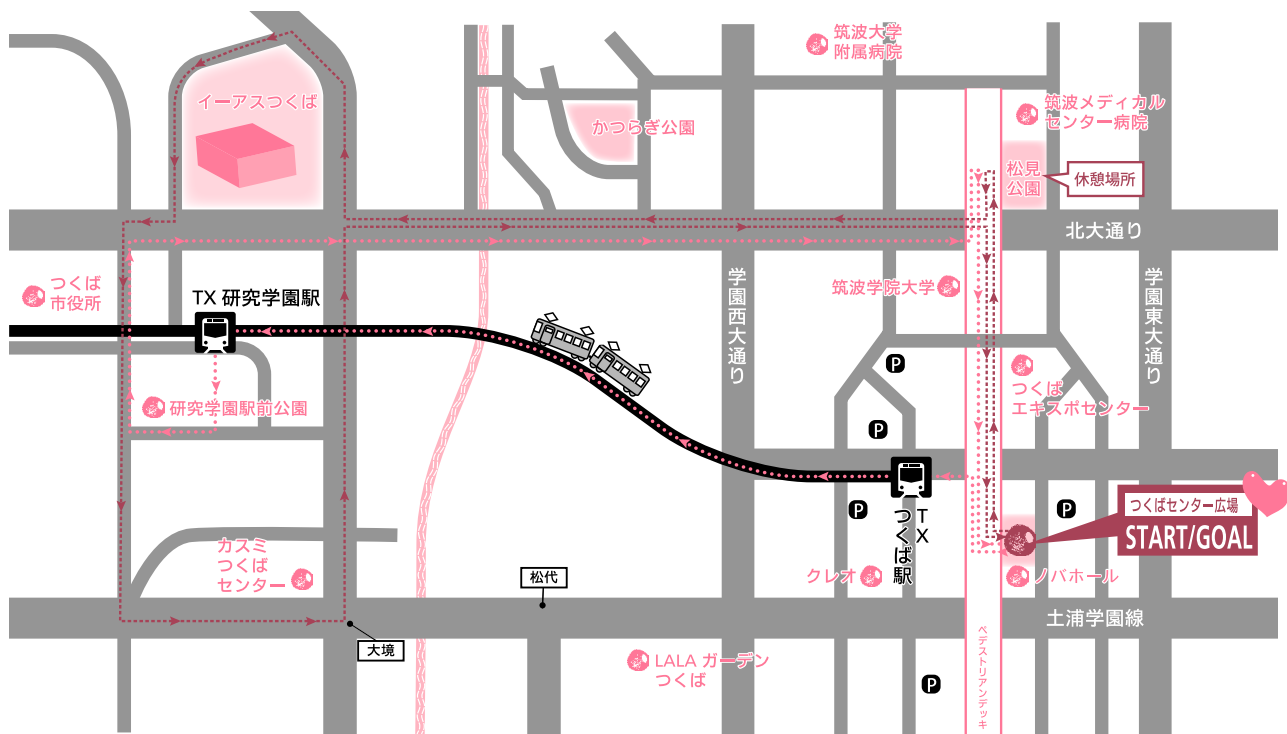 筑波大学
附属病院
イーアスつくば
筑波メディカル
センター病院
かつらぎ公園
松見
公園
休憩場所
北大通り
つくば
市役所
TX 研究学園駅
学園西大通り
筑波学院大学
学園東大通り
P
つくば
エキスポセンター
研究学園駅前公園
P
つくばセンター広場
START/GOAL
P
P
TX
つくば駅
カスミ
つくば
センター
松代
クレオ
ノバホール
土浦学園線
大境
LALA ガーデン
つくば
P
ペデストリアンデッキ